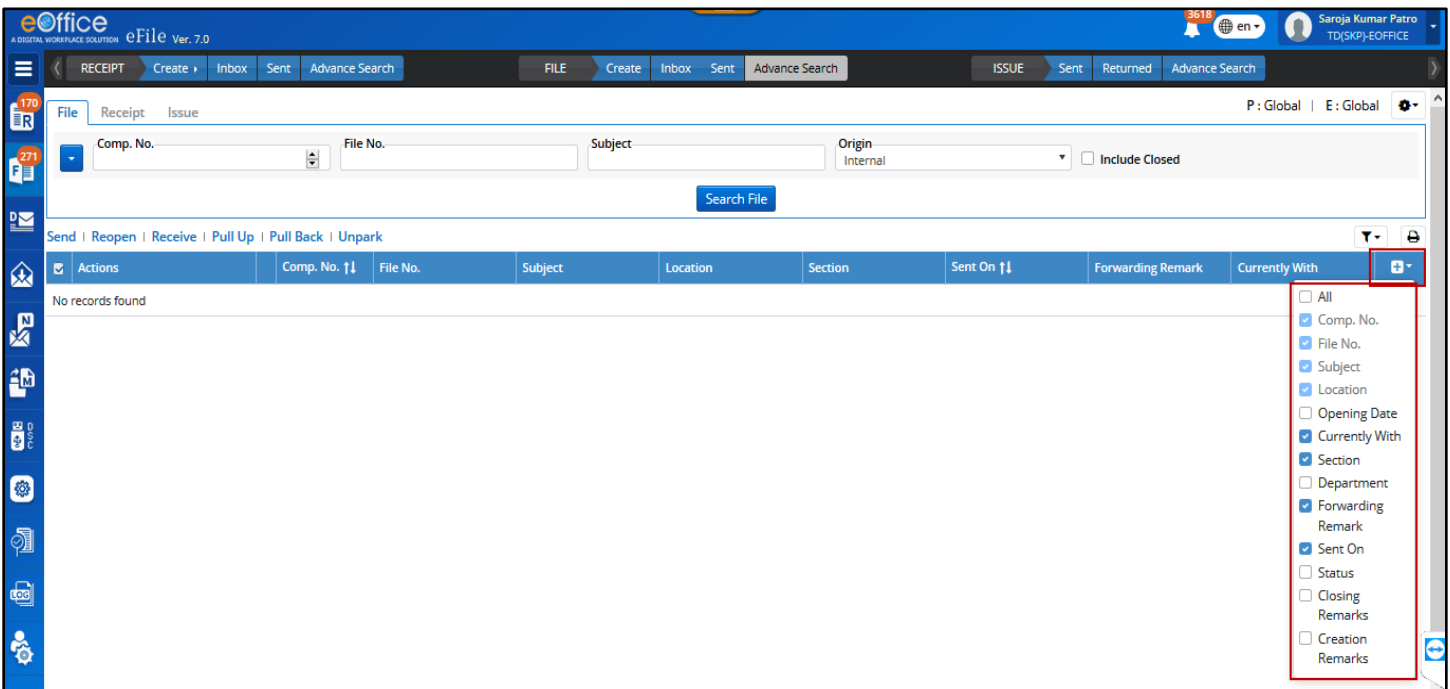 eOffice
A DIGITAL WORKPLACE SOLUTION eFile Ver. 7.0
3618
en
Saroja Kumar Patro
TD(SKP)-EOFFICE
RECEIPT Create Inbox Sent Advance Search FILE Create Inbox Sent Advance Search ISSUE Sent Returned Advance Search
170
R
271
F
D
N
M
DSC
LOG
File Receipt Issue P : Global | E : Global
Comp. No. File No. Subject Origin
Internal Include Closed
Search File
Send | Reopen | Receive | Pull Up | Pull Back | Unpark
Actions Comp. No. File No. Subject Location Section Sent On Forwarding Remark Currently With
No records found
All
Comp. No.
File No.
Subject
Location
Opening Date
Currently With
Section
Department
Forwarding
Remark
Sent On
Status
Closing
Remarks
Creation
Remarks